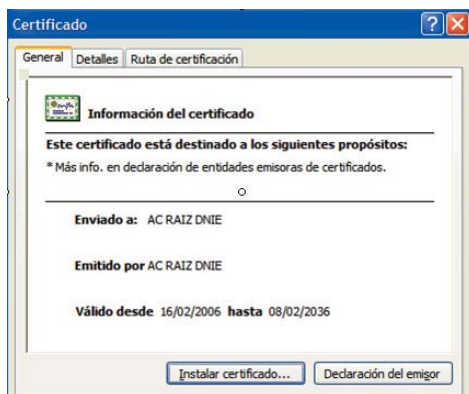 Certificado
General Detalles Ruta de certificación
Información del certificado
Este certificado está destinado a los siguientes propósitos:
* Más info. en declaración de entidades emisoras de certificados.
Enviado a: AC RAIZ DNIE
Emitido por AC RAIZ DNIE
Válido desde 16/02/2006 hasta 08/02/2036
Instalar certificado... Declaración del emisor